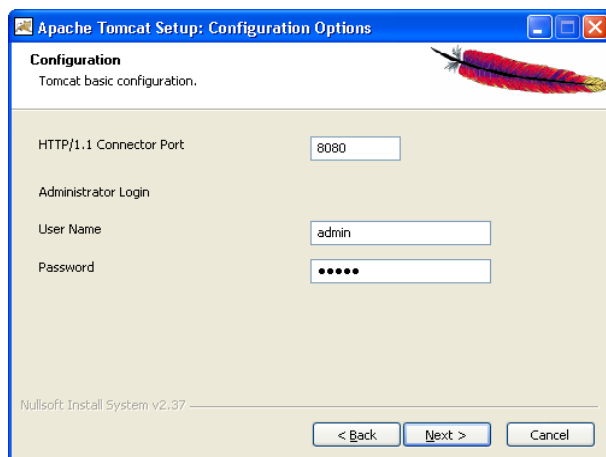 Apache Tomcat Setup: Configuration Options
Configuration
Tomcat basic configuration.
HTTP/1.1 Connector Port 8080
Administrator Login
User Name admin
Password •••••
Nullsoft Install System v2.37
< Back Next > Cancel